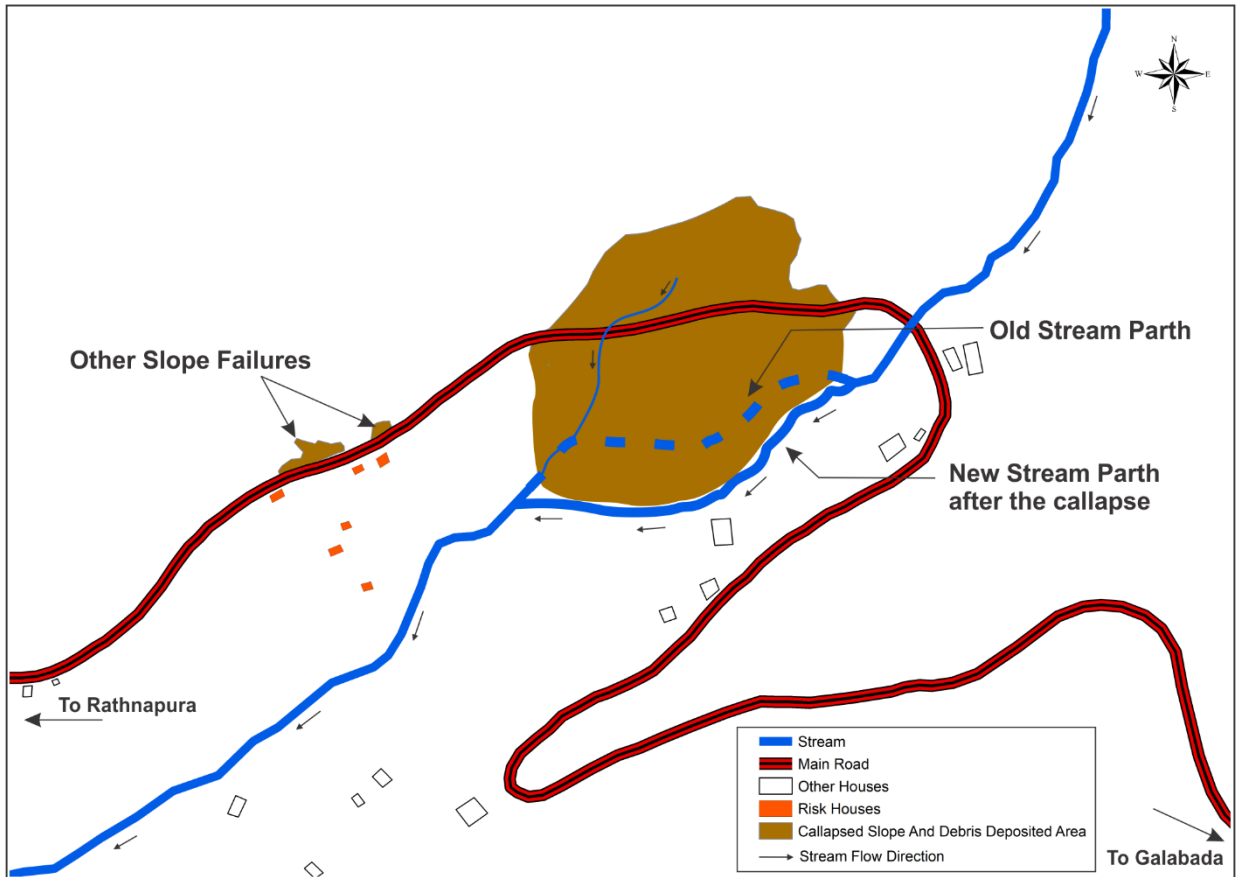 N
W E
S
Old Stream Parth
Other Slope Failures
New Stream Parth
after the callapse
To Rathnapura
Stream
Main Road
Other Houses
Risk Houses
Callapsed Slope And Debris Deposited Area
Stream Flow Direction
To Galabada